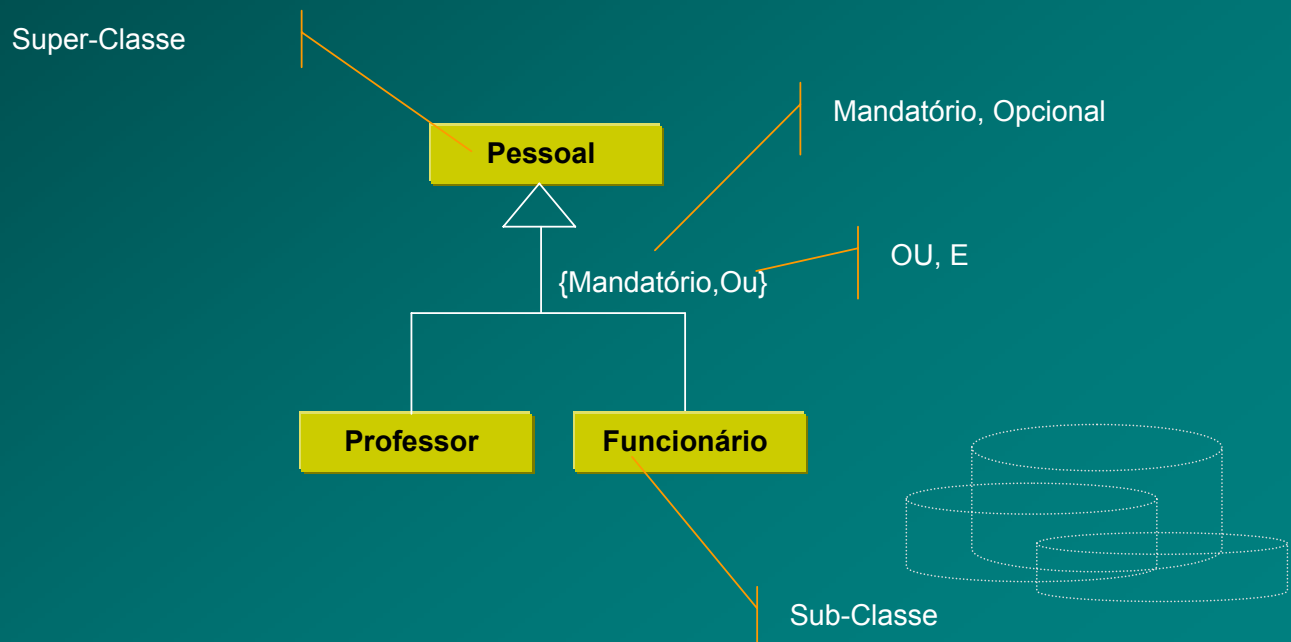 Super-Classe
Mandatório, Opcional
Pessoal
OU, E
{Mandatório,Ou}
Professor
Funcionário
Sub-Classe